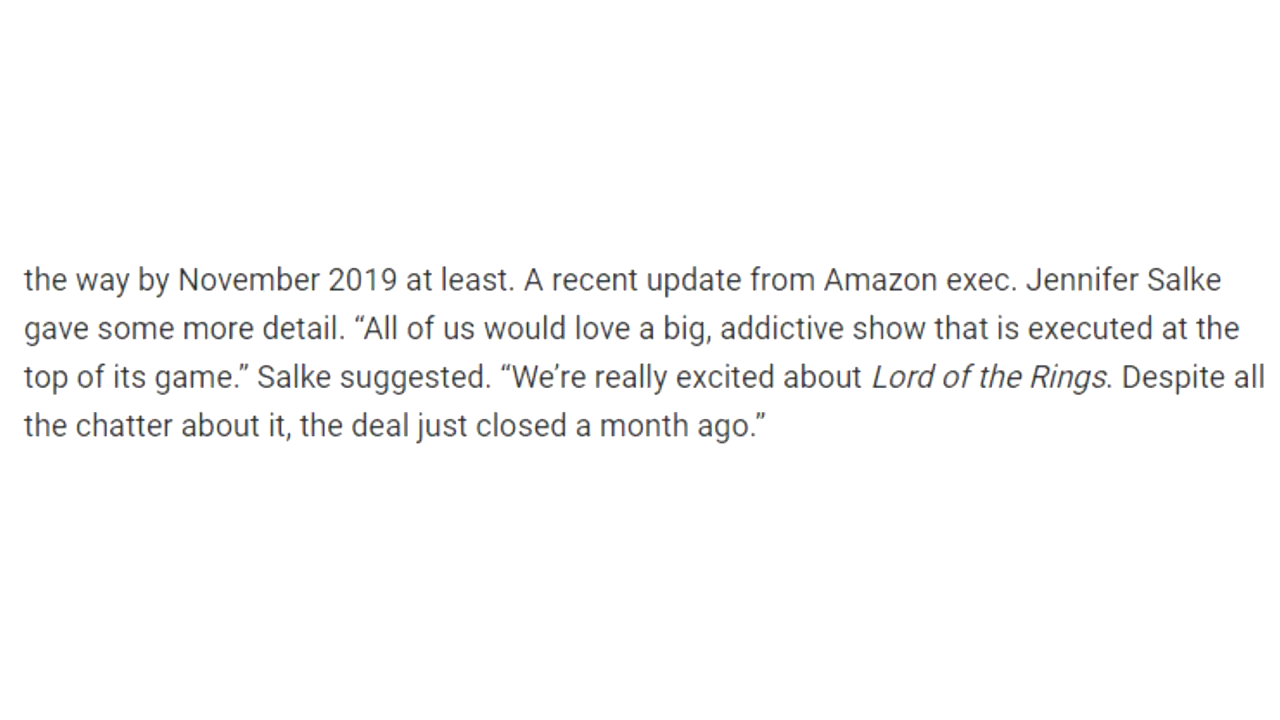 the way by November 2019 at least. A recent update from Amazon exec. Jennifer Salke
gave some more detail. “All of us would love a big, addictive show that is executed at the
top of its game.” Salke suggested. “We’re really excited about Lord of the Rings. Despite all
the chatter about it, the deal just closed a month ago.”